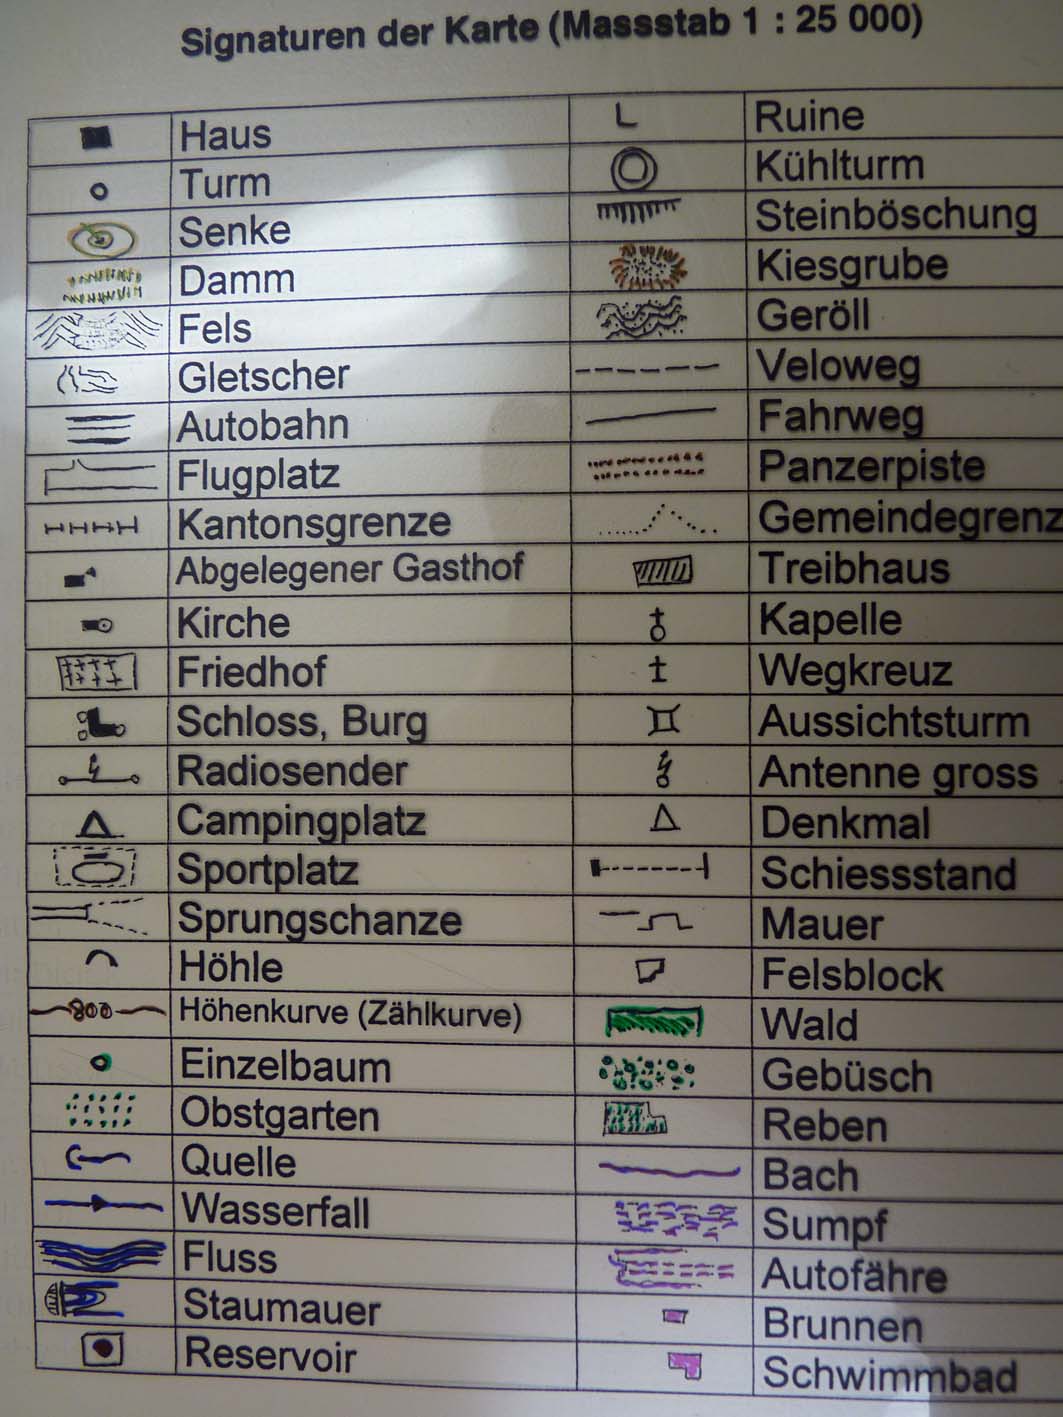 Signaturen der Karte (Massstab 1 : 25 000)
Haus Ruine
Turm Kühlturm
Senke Steinböschung
Damm Kiesgrube
Fels Geröll
Gletscher Veloweg
Autobahn Fahrweg
Flugplatz Panzerpiste
Kantonsgrenze Gemeindegrenz
Abgelegener Gasthof Treibhaus
Kirche Kapelle
Friedhof Wegkreuz
Schloss, Burg Aussichtsturm
Radiosender Antenne gross
Campingplatz Denkmal
Sportplatz Schiessstand
Sprungschanze Mauer
Höhle Felsblock
800 Höhenkurve (Zählkurve) Wald
Einzelbaum Gebüsch
Obstgarten Reben
Quelle Bach
Wasserfall Sumpf
Fluss Autofähre
Staumauer Brunnen
Reservoir Schwimmbad